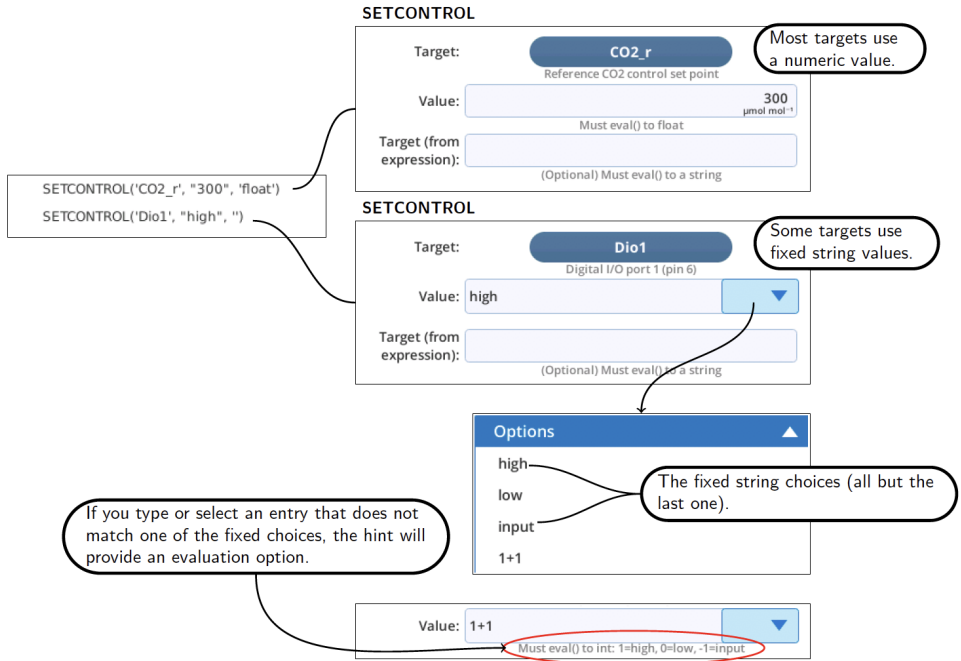 SETCONTROL
Target:
CO2_r
Reference CO2 control set point
Most targets use
a numeric value.
Value:
300
µmol mol⁻¹
Must eval() to float
Target (from
expression):
(Optional) Must eval() to a string
SETCONTROL('CO2_r', "300", 'float')
SETCONTROL('Dio1', "high", '')
SETCONTROL
Target:
Dio1
Digital I/O port 1 (pin 6)
Some targets use
fixed string values.
Value:
high
Target (from
expression):
(Optional) Must eval() to a string
Options
high
low
input
1+1
The fixed string choices (all but the
last one).
If you type or select an entry that does not
match one of the fixed choices, the hint will
provide an evaluation option.
Value:
1+1
Must eval() to int: 1=high, 0=low, -1=input